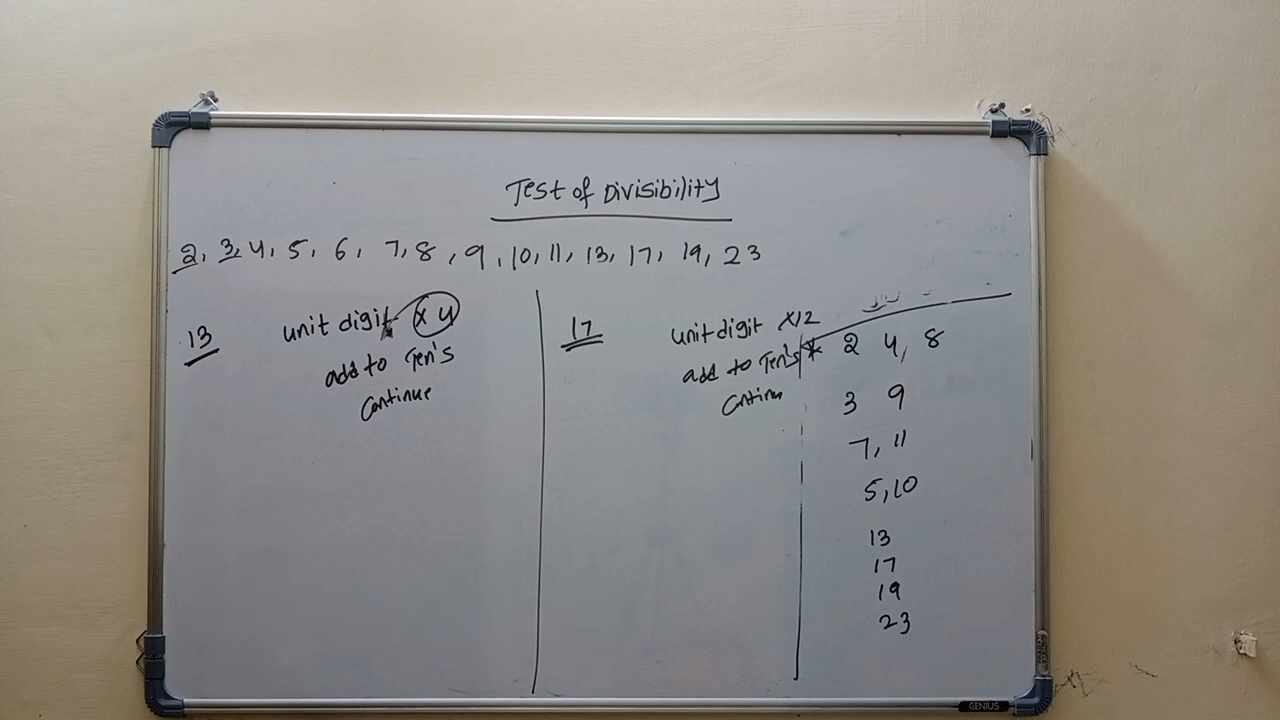 Test of Divisibility
2, 3, 4, 5, 6, 7, 8, 9, 10, 11, 13, 17, 19, 23
13
unit digit × 4
add to Ten's
Continue
17
unit digit ×12
add to Ten's
Continu
2 4, 8
3 9
7, 11
5, 10
13
17
19
23
GENIUS